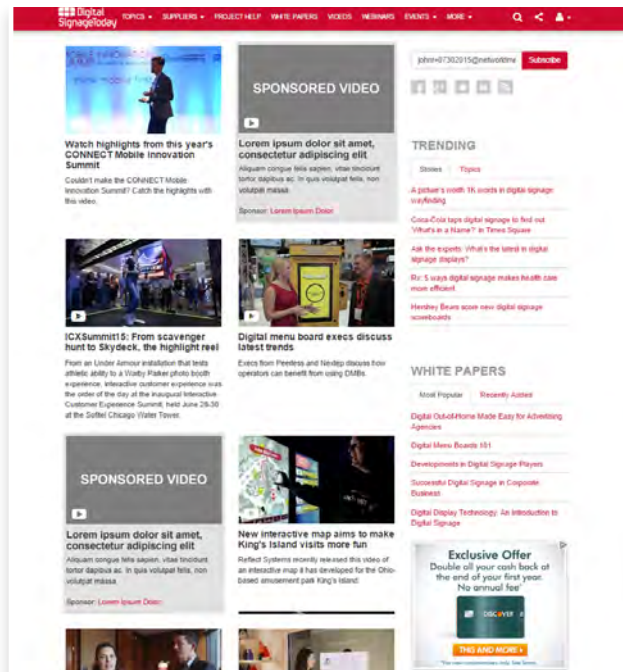 Digital
SignageToday
TOPICS
SUPPLIERS
PROJECT HELP
WHITE PAPERS
VIDEOS
WEBINARS
EVENTS
MORE
Watch highlights from this year's
CONNECT Mobile Innovation
Summit
Couldn't make the CONNECT Mobile
Innovation Summit? Catch the highlights with
this video.
SPONSORED VIDEO
Lorem ipsum dolor sit amet,
consectetur adipiscing elit
Aliquam congue felis sapien, vitae tincidunt
tortor dapibus ac. In quis volutpat felis, non
volutpat massa.
Sponsor: Lorem Ipsum Dolor
ICXSummit15: From scavenger
hunt to Skydeck, the highlight reel
From an Under Armour installation that tests
athletic ability to a Warby Parker photo booth
experience, interactive customer experience was
the order of the day at the inaugural Interactive
Customer Experience Summit, held June 28-30
at the Sofitel Chicago Water Tower.
Digital menu board execs discuss
latest trends
Execs from Peerless and Nextep discuss how
operators can benefit from using DMBs.
SPONSORED VIDEO
Lorem ipsum dolor sit amet,
consectetur adipiscing elit
Aliquam congue felis sapien, vitae tincidunt
tortor dapibus ac. In quis volutpat felis, non
volutpat massa.
Sponsor: Lorem Ipsum Dolor
New interactive map aims to make
King's Island visits more fun
Reflect Systems recently released this video of
an interactive map it has developed for the Ohio-
based amusement park King's Island.
Subscribe
TRENDING
Stories
Topics
A picture's worth 1K words in digital signage
wayfinding
Coca-Cola taps digital signage to find out
'What's in a Name?' in Times Square
Ask the experts: What's the latest in digital
signage displays?
Rx: 5 ways digital signage makes health care
more efficient
Hershey Bears score new digital signage
scoreboards
WHITE PAPERS
Most Popular
Recently Added
Digital Out-of-Home Made Easy for Advertising
Agencies
Digital Menu Boards 101
Developments in Digital Signage Players
Successful Digital Signage in Corporate
Business
Digital Display Technology: An Introduction to
Digital Signage
Exclusive Offer
Double all your cash back at
the end of your first year.
No annual fee*
DISCOVER
THIS AND MORE